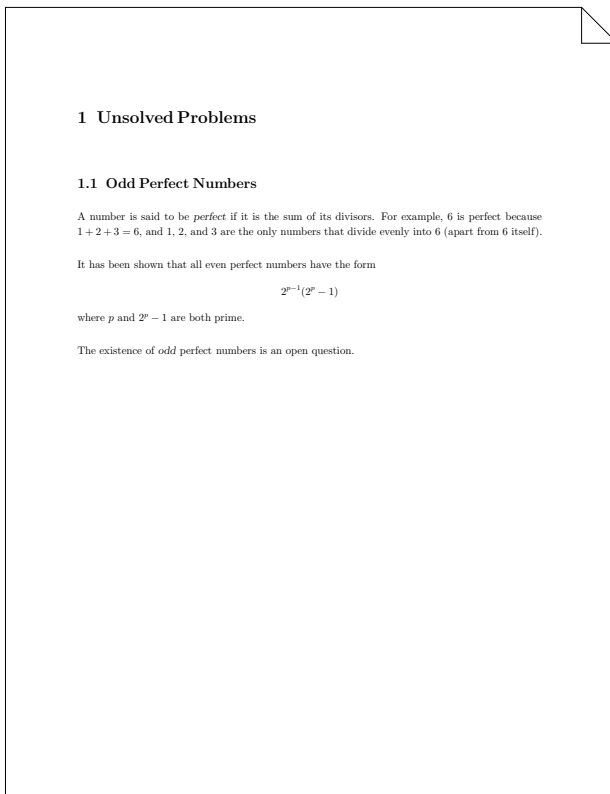 1 Unsolved Problems
1.1 Odd Perfect Numbers
A number is said to be perfect if it is the sum of its divisors. For example, 6 is perfect because
1 + 2 + 3 = 6, and 1, 2, and 3 are the only numbers that divide evenly into 6 (apart from 6 itself).
It has been shown that all even perfect numbers have the form
2^{p−1}(2^p − 1)
where p and 2^p − 1 are both prime.
The existence of odd perfect numbers is an open question.